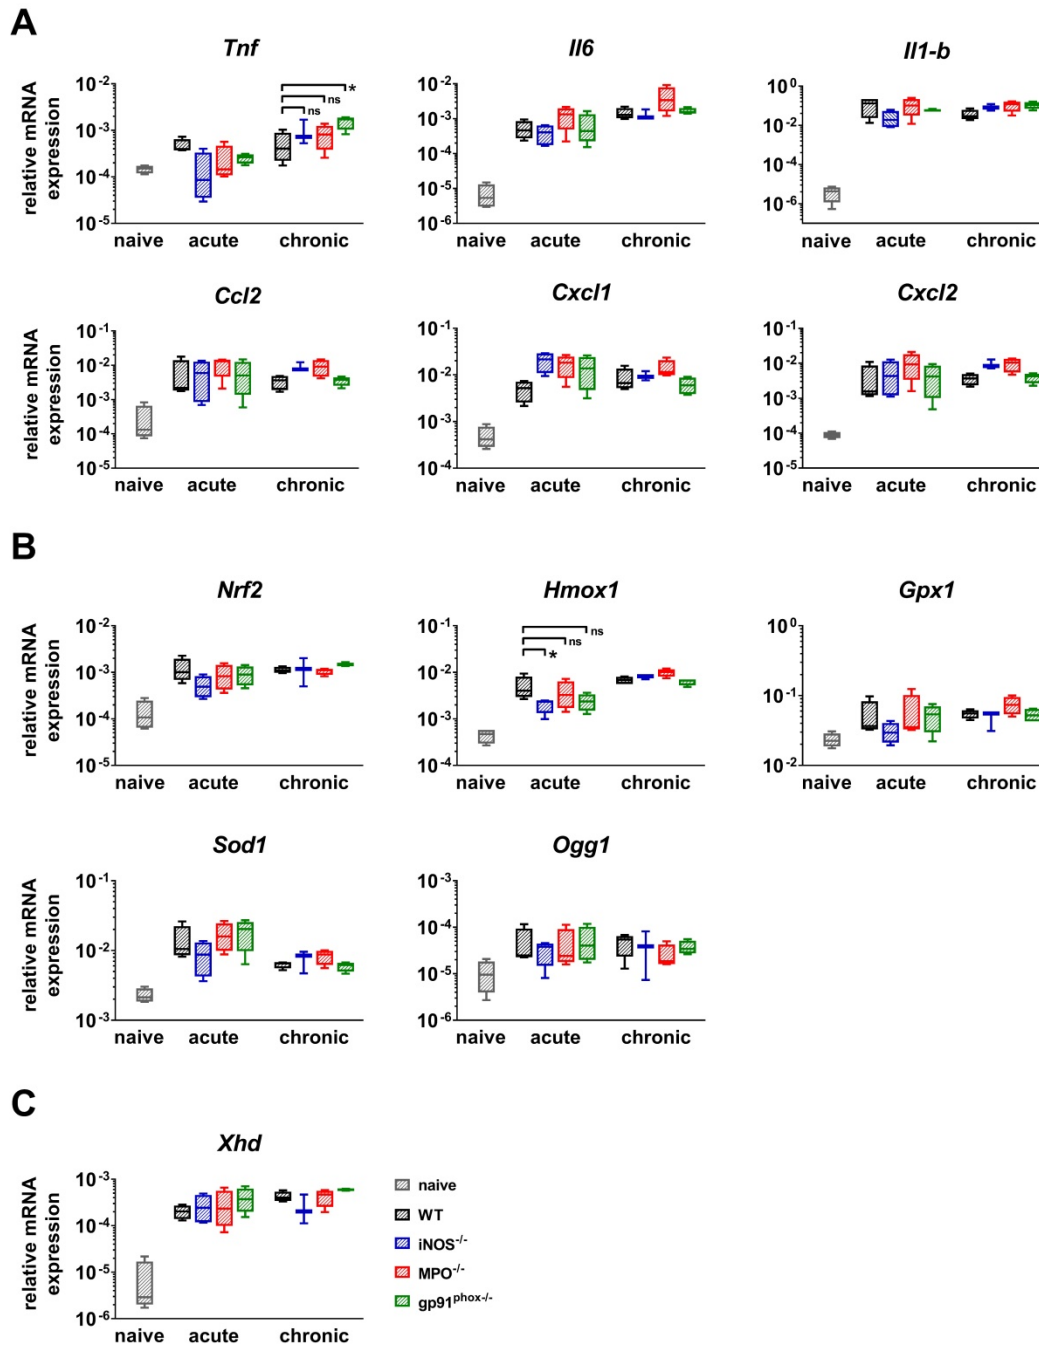 A
Tnf Il6 Il1-b
relative mRNA
expression
10-2
10-3
10-4
10-5
* ns ns
naive acute chronic
10-2
10-3
10-4
10-5
10-6
naive acute chronic
100
10-2
10-4
10-6
naive acute chronic
Ccl2 Cxcl1 Cxcl2
relative mRNA
expression
10-1
10-2
10-3
10-4
10-5
naive acute chronic
10-1
10-2
10-3
10-4
naive acute chronic
10-1
10-2
10-3
10-4
10-5
naive acute chronic
B
Nrf2 Hmox1 Gpx1
relative mRNA
expression
10-2
10-3
10-4
10-5
naive acute chronic
10-1
10-2
10-3
10-4
ns ns *
naive acute chronic
100
10-1
10-2
naive acute chronic
Sod1 Ogg1
relative mRNA
expression
10-1
10-2
10-3
naive acute chronic
10-3
10-4
10-5
10-6
naive acute chronic
C
Xhd
relative mRNA
expression
10-3
10-4
10-5
10-6
naive acute chronic
naive
WT
iNOS-/-
MPO-/-
gp91phox-/-